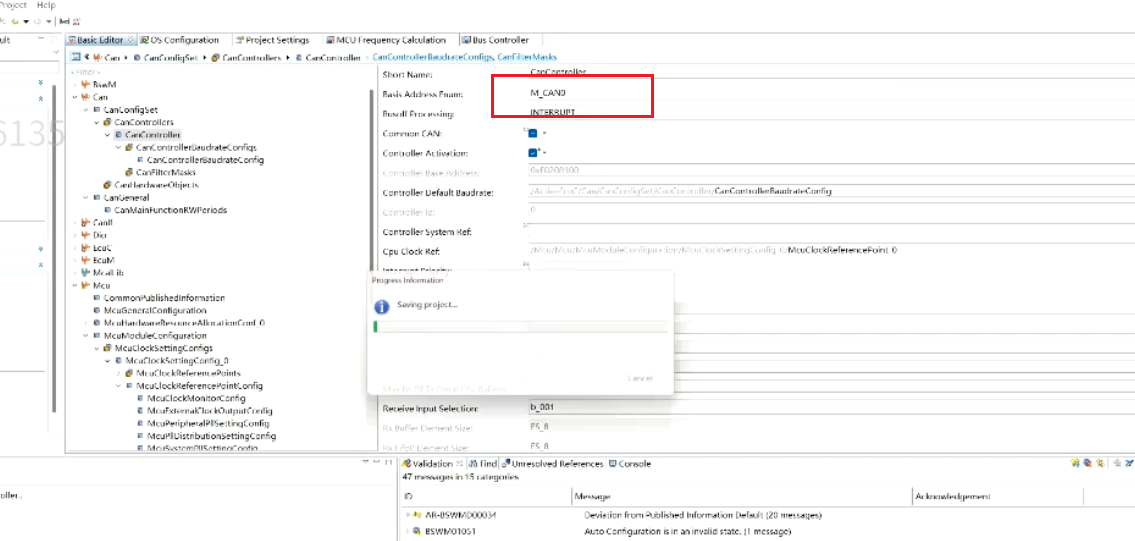 Project Help
Basic Editor OS Configuration Project Settings MCU Frequency Calculation Bus Controller
Can CanConfigSet CanControllers CanController CanControllerBaudrateConfigs, CanFilterMasks
Filter
BswM
Can
CanConfigSet
CanControllers
CanController
CanControllerBaudrateConfigs
CanControllerBaudrateConfig
CanFilterMasks
CanHardwareObjects
CanGeneral
CanMainFunctionRWPeriods
CanIf
Dio
EcuC
EcuM
McalLib
Mcu
CommonPublishedInformation
McuGeneralConfiguration
McuHardwareResourceAllocationConf_0
McuModuleConfiguration
McuClockSettingConfigs
McuClockSettingConfig_0
McuClockReferencePoints
McuClockReferencePointConfig
McuClockMonitorConfig
McuExternalClockOutputConfig
McuPeripheralPllSettingConfig
McuPllDistributionSettingConfig
McuSystemPllSettingConfig
6135
Short Name: CanController
Basis Address Enum: M_CAN0
Busoff Processing: INTERRUPT
Common CAN:
Controller Activation:
Controller Base Address: 0xF0208100
Controller Default Baudrate: /ActiveEcuC/Can/CanConfigSet/CanController/CanControllerBaudrateConfig
Controller Id: 0
Controller System Ref:
Cpu Clock Ref: /Mcu/Mcu/McuModuleConfiguration/McuClockSettingConfig_0/McuClockReferencePoint_0
Interrupt Priority:
Progress Information
Saving project...
Cancel
Receive Input Selection: b_001
Rx Buffer Element Size: ES_8
Rx Fifo0 Element Size: ES_8
Validation Find Unresolved References Console
47 messages in 15 categories
ID Message Acknowledgement
AR-BSWMD00034 Deviation from Published Information Default (20 messages)
BSWM01051 Auto Configuration is in an invalid state. (1 message)